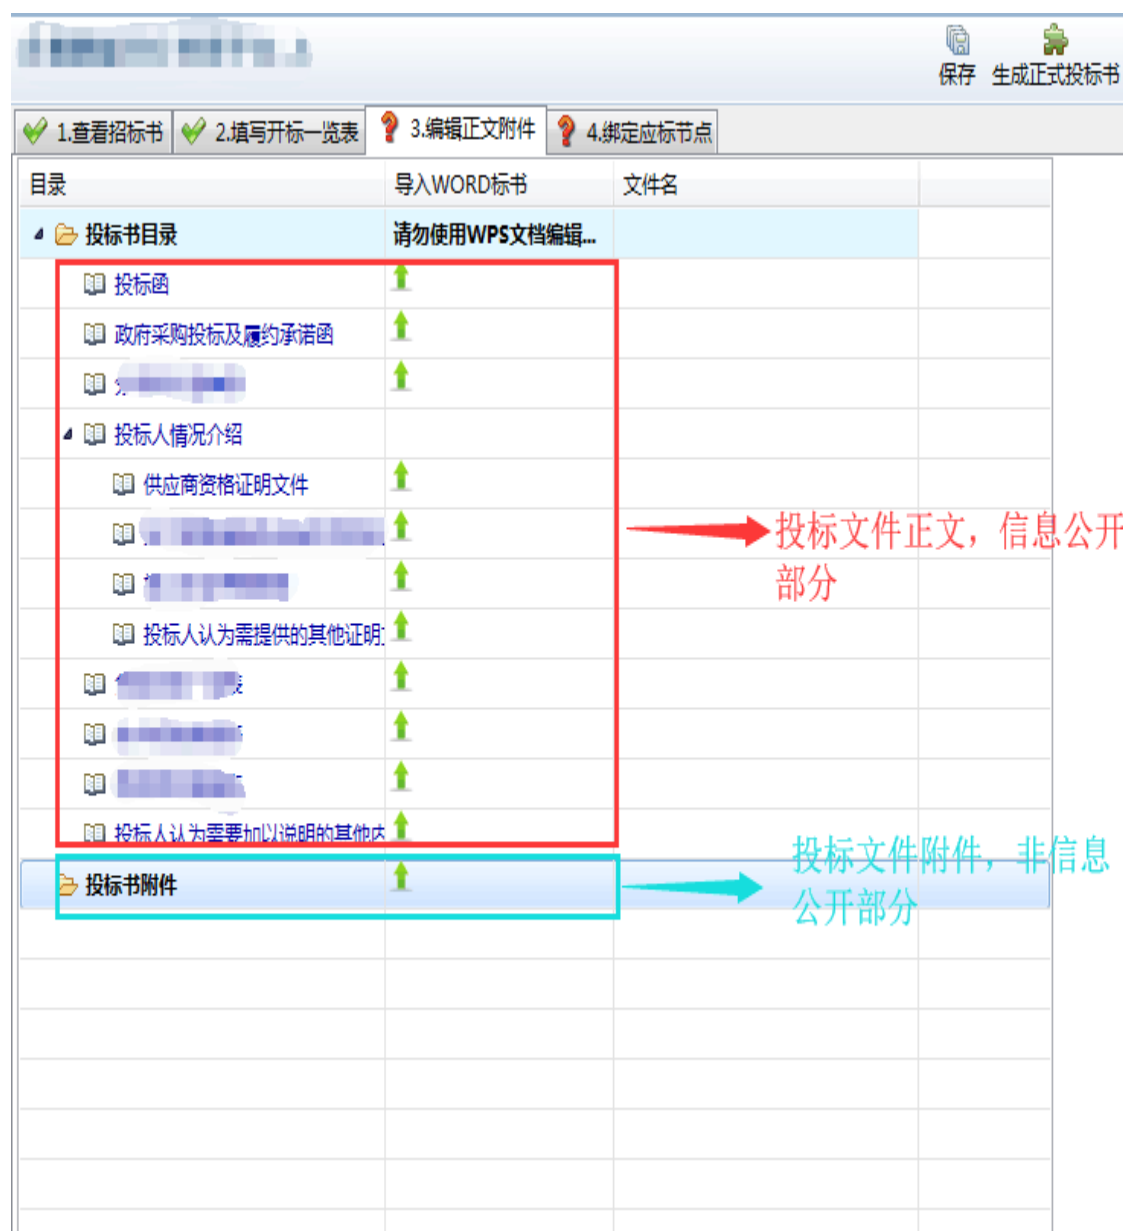 保存 生成正式投标书
1.查看招标书 2.填写开标一览表 3.编辑正文附件 4.绑定应标节点
目录 导入WORD标书 文件名
投标书目录 请勿使用WPS文档编辑...
投标函
政府采购投标及履约承诺函
投标人情况介绍
供应商资格证明文件
投标文件正文，信息公开
部分
投标人认为需提供的其他证明
投标人认为需要加以说明的其他内
投标书附件
投标文件附件，非信息
公开部分